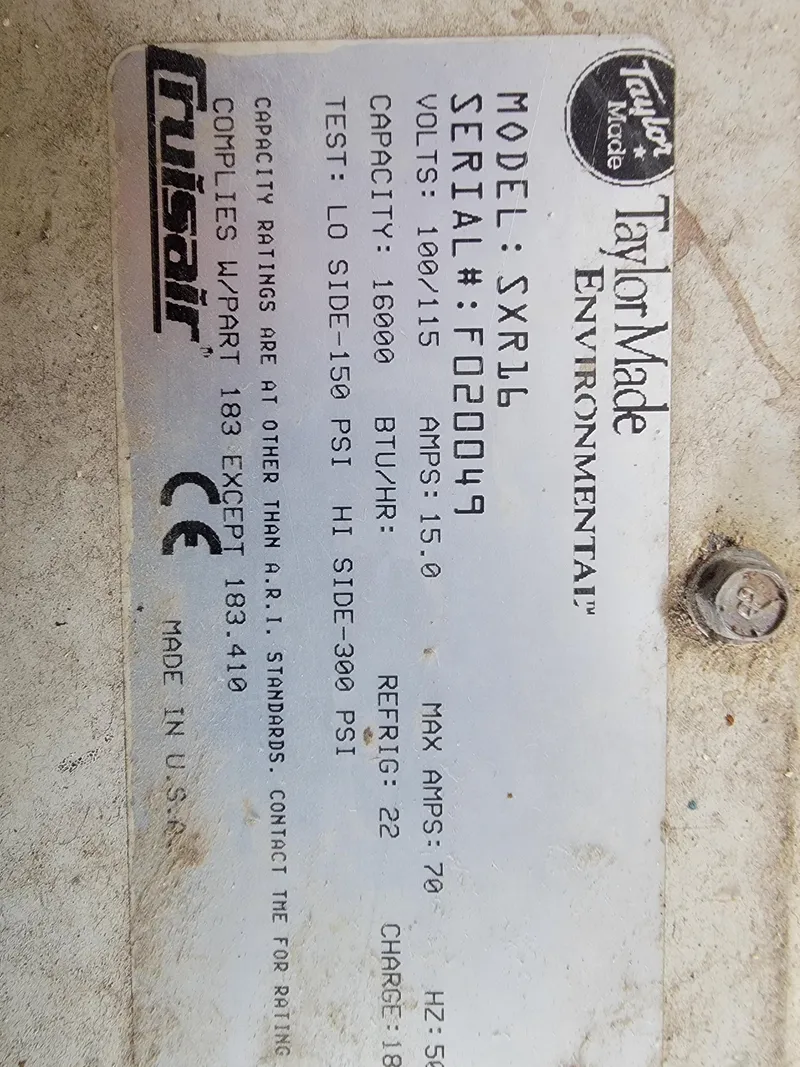 Taylor
Made
Taylor Made
ENVIRONMENTAL™
MODEL: SXR16
SERIAL#: F020049
VOLTS: 100/115 AMPS: 15.0 MAX AMPS: 70 HZ: 50
CAPACITY: 16000 BTU/HR: REFRIG: 22 CHARGE: 18
TEST: LO SIDE-150 PSI HI SIDE-300 PSI
CAPACITY RATINGS ARE AT OTHER THAN A.R.I. STANDARDS. CONTACT TME FOR RATING
COMPLIES W/PART 183 EXCEPT 183.410
Cruisair™ CE MADE IN U.S.A.